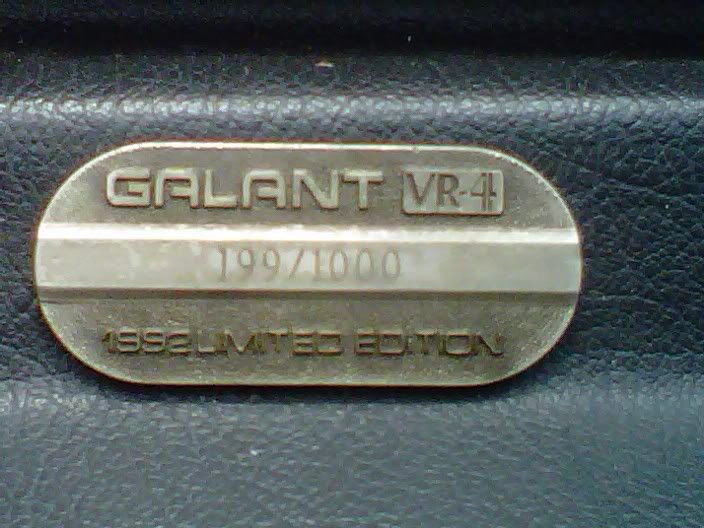 GALANT VR-4
199/1000
1992 LIMITED EDITION